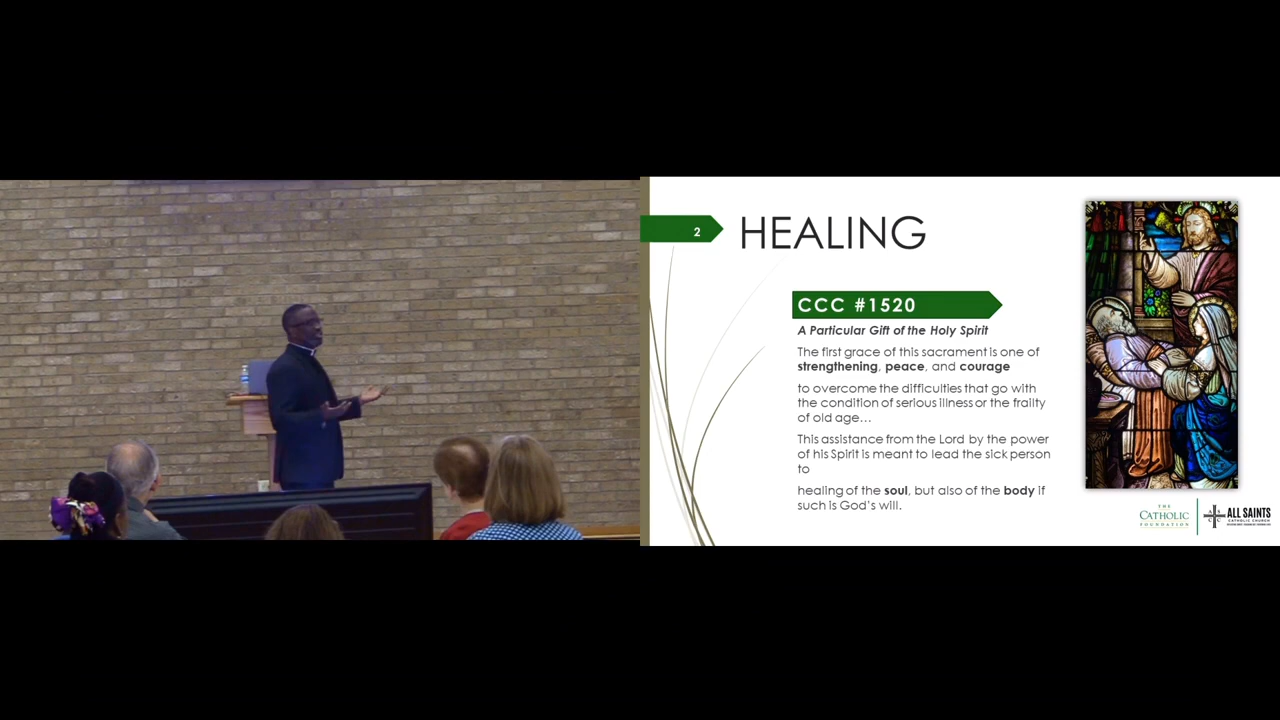 2
HEALING
CCC #1520
A Particular Gift of the Holy Spirit
The first grace of this sacrament is one of
strengthening, peace, and courage
to overcome the difficulties that go with
the condition of serious illness or the frailty
of old age…
This assistance from the Lord by the power
of his Spirit is meant to lead the sick person
to
healing of the soul, but also of the body if
such is God's will.
THE
CATHOLIC
FOUNDATION
ALL SAINTS
CATHOLIC CHURCH